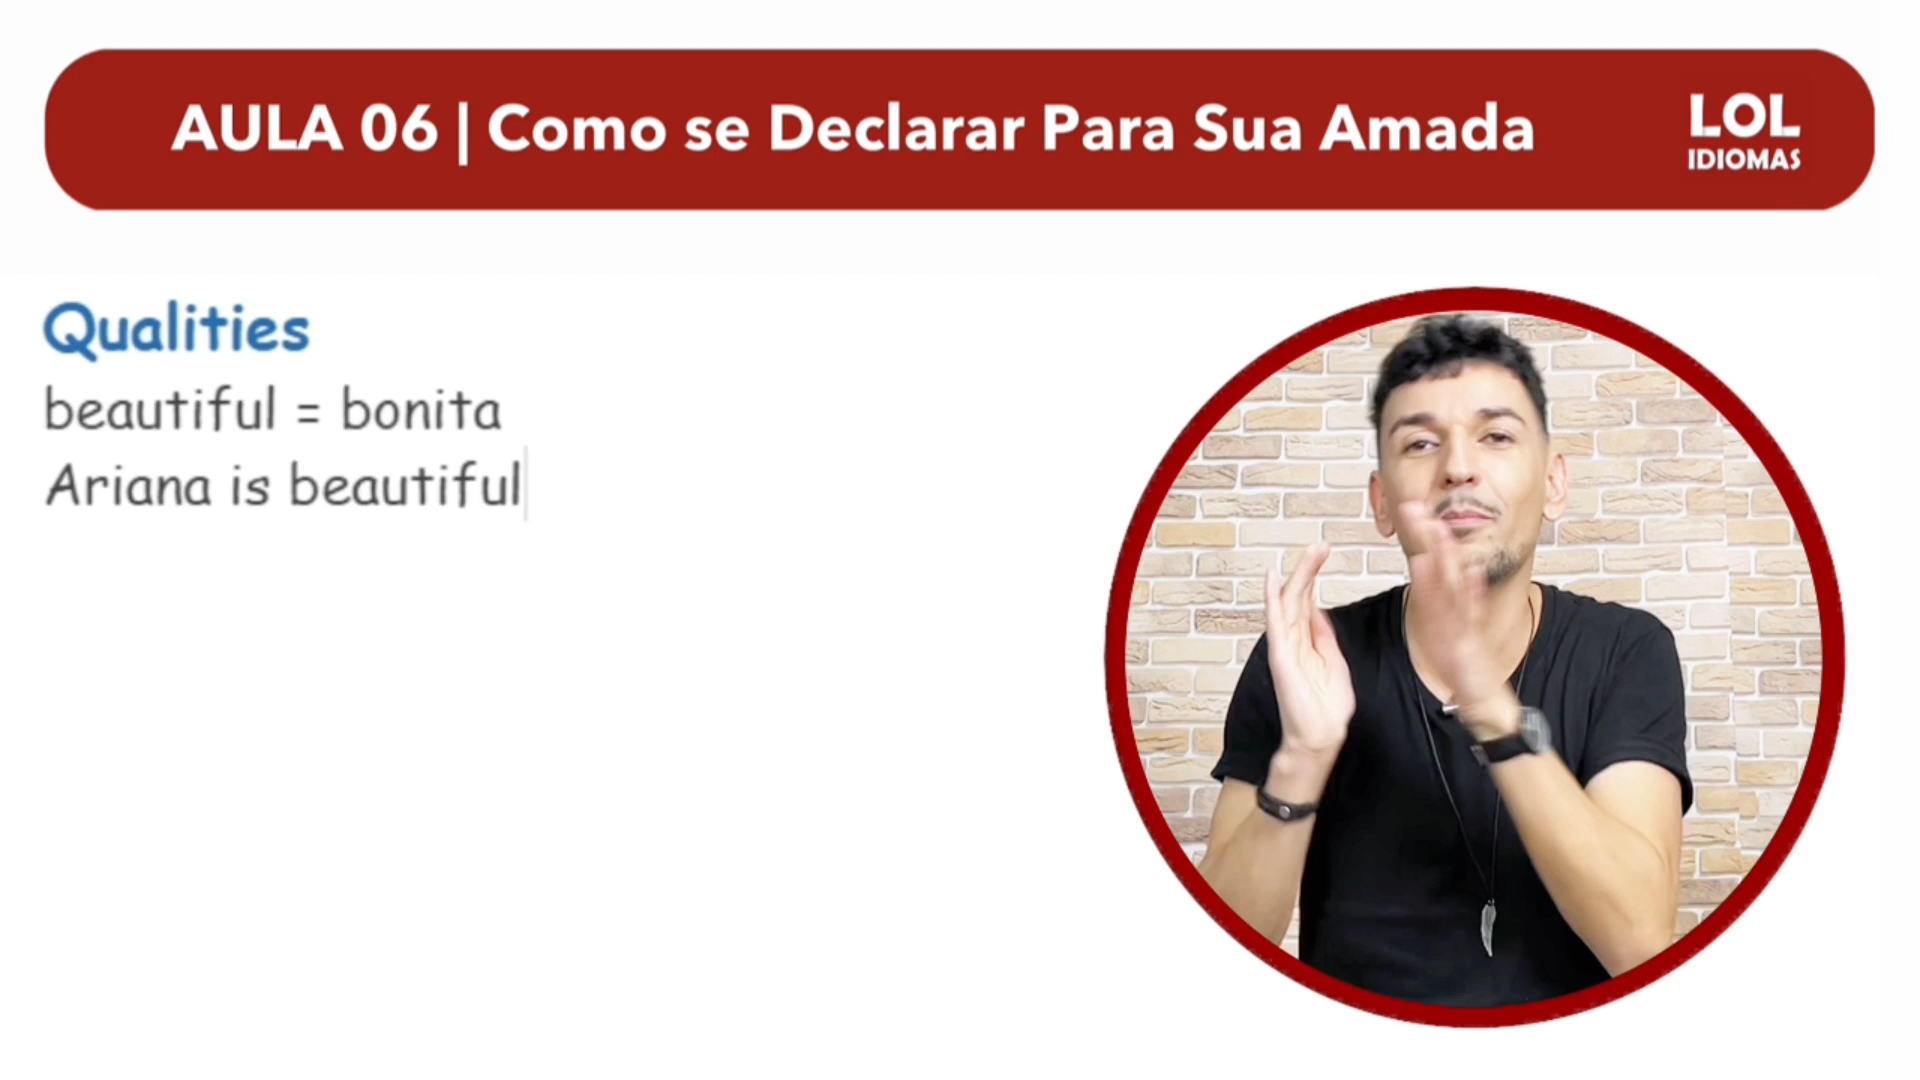 AULA 06 | Como se Declarar Para Sua Amada
LOL
IDIOMAS
Qualities
beautiful = bonita
Ariana is beautiful